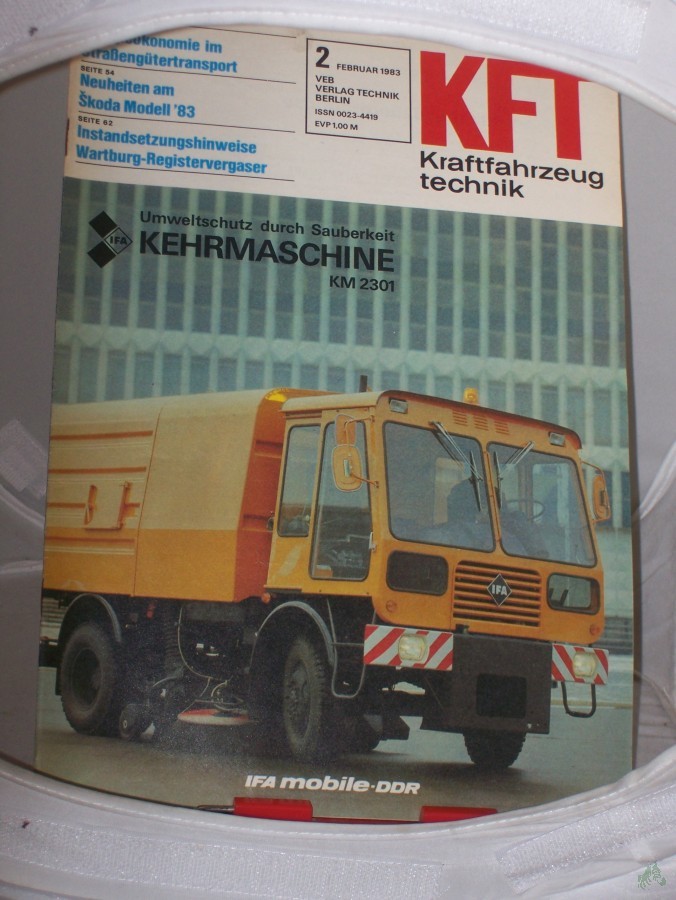 ökonomie im
Straßengütertransport
SEITE 54
Neuheiten am
Škoda Modell '83
SEITE 62
Instandsetzungshinweise
Wartburg-Registervergaser
2 FEBRUAR 1983
VEB
VERLAG TECHNIK
BERLIN
ISSN 0023-4419
EVP 1,00 M
KFT
Kraftfahrzeug
technik
IFA
Umweltschutz durch Sauberkeit
KEHRMASCHINE
KM 2301
IFA
IFA mobile·DDR